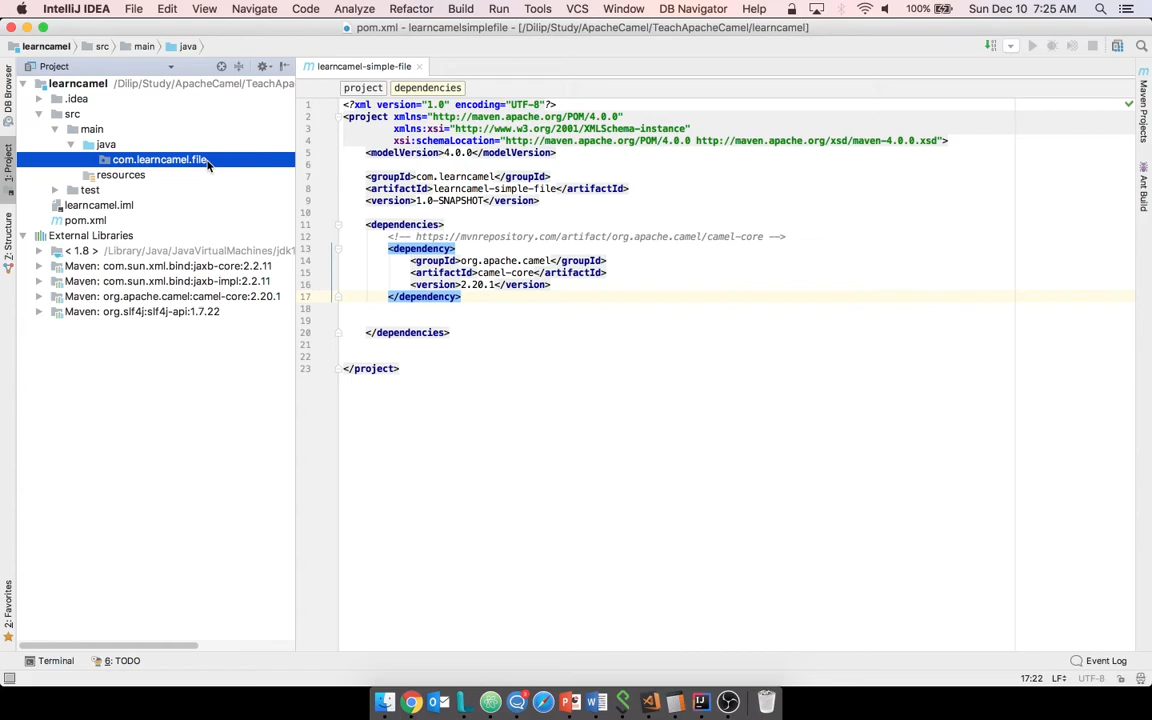 IntelliJ IDEA File Edit View Navigate Code Analyze Refactor Build Run Tools VCS Window DB Navigator Help 100% Sun Dec 10 7:25 AM
pom.xml - learncamelsimplefile - [/Dilip/Study/ApacheCamel/TeachApacheCamel/learncamel]
learncamel src main java
Project
learncamel-simple-file
DB Browser
1: Project
Z: Structure
2: Favorites
learncamel /Dilip/Study/ApacheCamel/TeachApa
.idea
src
main
java
com.learncamel.file
resources
test
learncamel.iml
pom.xml
External Libraries
< 1.8 > /Library/Java/JavaVirtualMachines/jdk1
Maven: com.sun.xml.bind:jaxb-core:2.2.11
Maven: com.sun.xml.bind:jaxb-impl:2.2.11
Maven: org.apache.camel:camel-core:2.20.1
Maven: org.slf4j:slf4j-api:1.7.22
project dependencies
1 <?xml version="1.0" encoding="UTF-8"?>
2 <project xmlns="http://maven.apache.org/POM/4.0.0"
3 xmlns:xsi="http://www.w3.org/2001/XMLSchema-instance"
4 xsi:schemaLocation="http://maven.apache.org/POM/4.0.0 http://maven.apache.org/xsd/maven-4.0.0.xsd">
5 <modelVersion>4.0.0</modelVersion>
6
7 <groupId>com.learncamel</groupId>
8 <artifactId>learncamel-simple-file</artifactId>
9 <version>1.0-SNAPSHOT</version>
10
11 <dependencies>
12 <!-- https://mvnrepository.com/artifact/org.apache.camel/camel-core -->
13 <dependency>
14 <groupId>org.apache.camel</groupId>
15 <artifactId>camel-core</artifactId>
16 <version>2.20.1</version>
17 </dependency>
18
19
20 </dependencies>
21
22
23 </project>
Maven Projects
Ant Build
Terminal 6: TODO Event Log
17:22 LF UTF-8